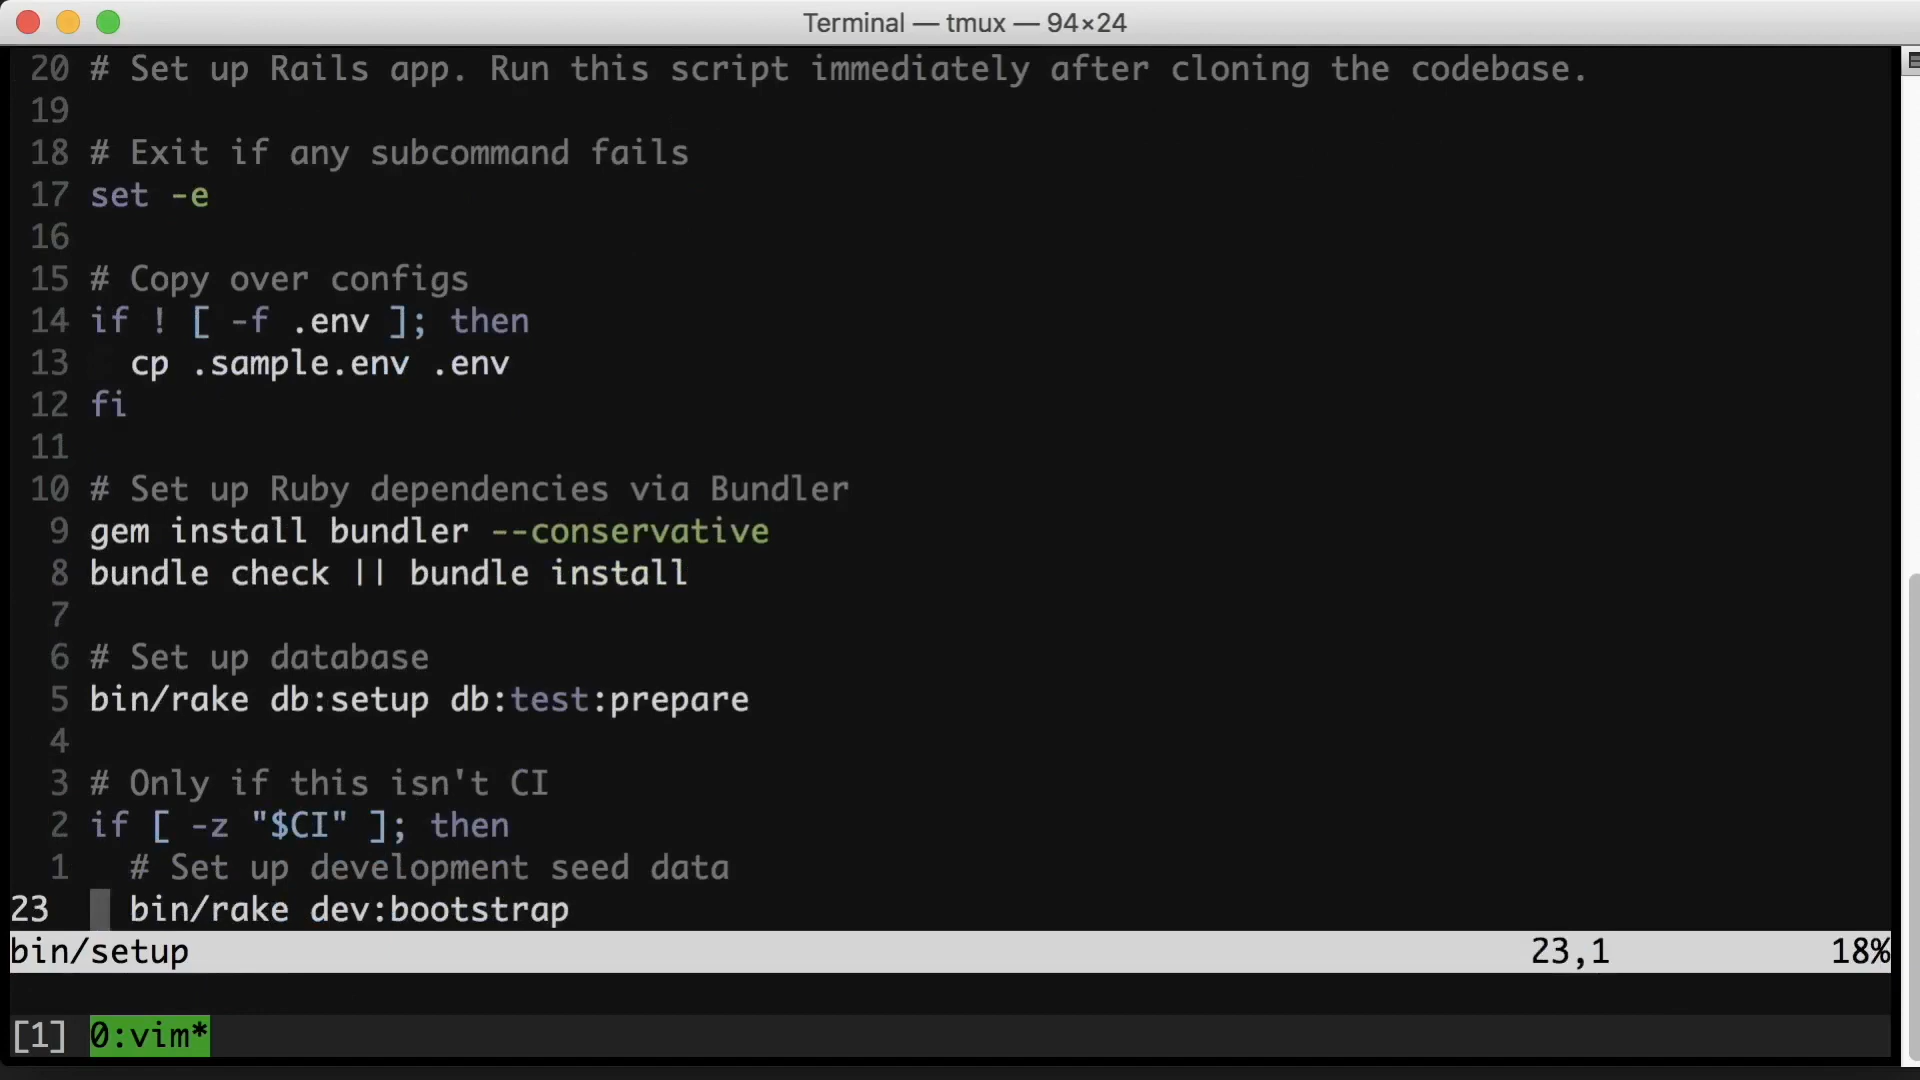 Terminal — tmux — 94×24
20 # Set up Rails app. Run this script immediately after cloning the codebase.
19
18 # Exit if any subcommand fails
17 set -e
16
15 # Copy over configs
14 if ! [ -f .env ]; then
13   cp .sample.env .env
12 fi
11
10 # Set up Ruby dependencies via Bundler
9 gem install bundler --conservative
8 bundle check || bundle install
7
6 # Set up database
5 bin/rake db:setup db:test:prepare
4
3 # Only if this isn't CI
2 if [ -z "$CI" ]; then
1   # Set up development seed data
23   bin/rake dev:bootstrap
bin/setup 23,1 18%
[1] 0:vim*